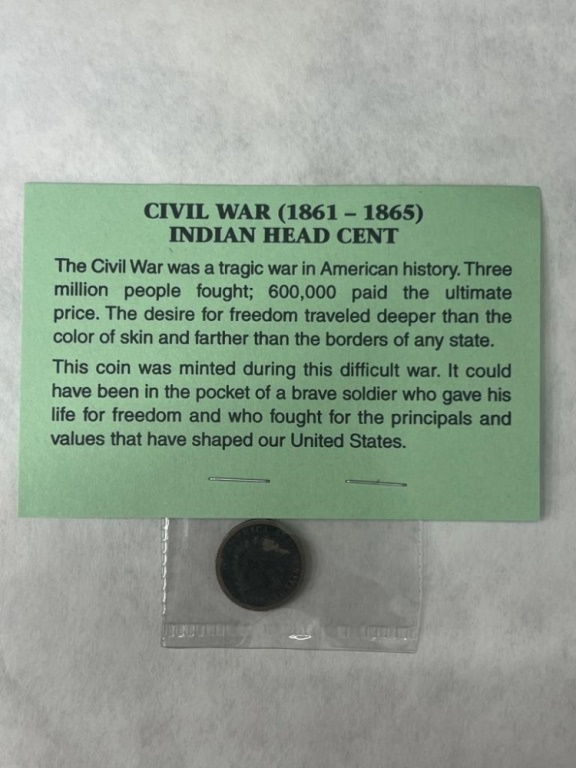 CIVIL WAR (1861 – 1865)
INDIAN HEAD CENT
The Civil War was a tragic war in American history. Three
million people fought; 600,000 paid the ultimate
price. The desire for freedom traveled deeper than the
color of skin and farther than the borders of any state.
This coin was minted during this difficult war. It could
have been in the pocket of a brave soldier who gave his
life for freedom and who fought for the principals and
values that have shaped our United States.